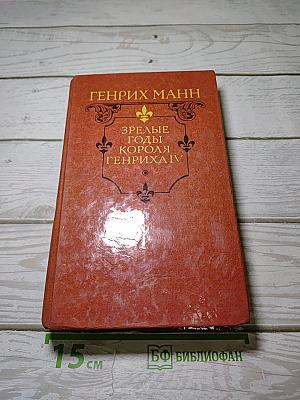 ГЕНРИХ МАНН
ЗРЕЛЫЕ
ГОДЫ
КОРОЛЯ
ГЕНРИХА IV
15 СМ
БФ БИБЛИОФАН